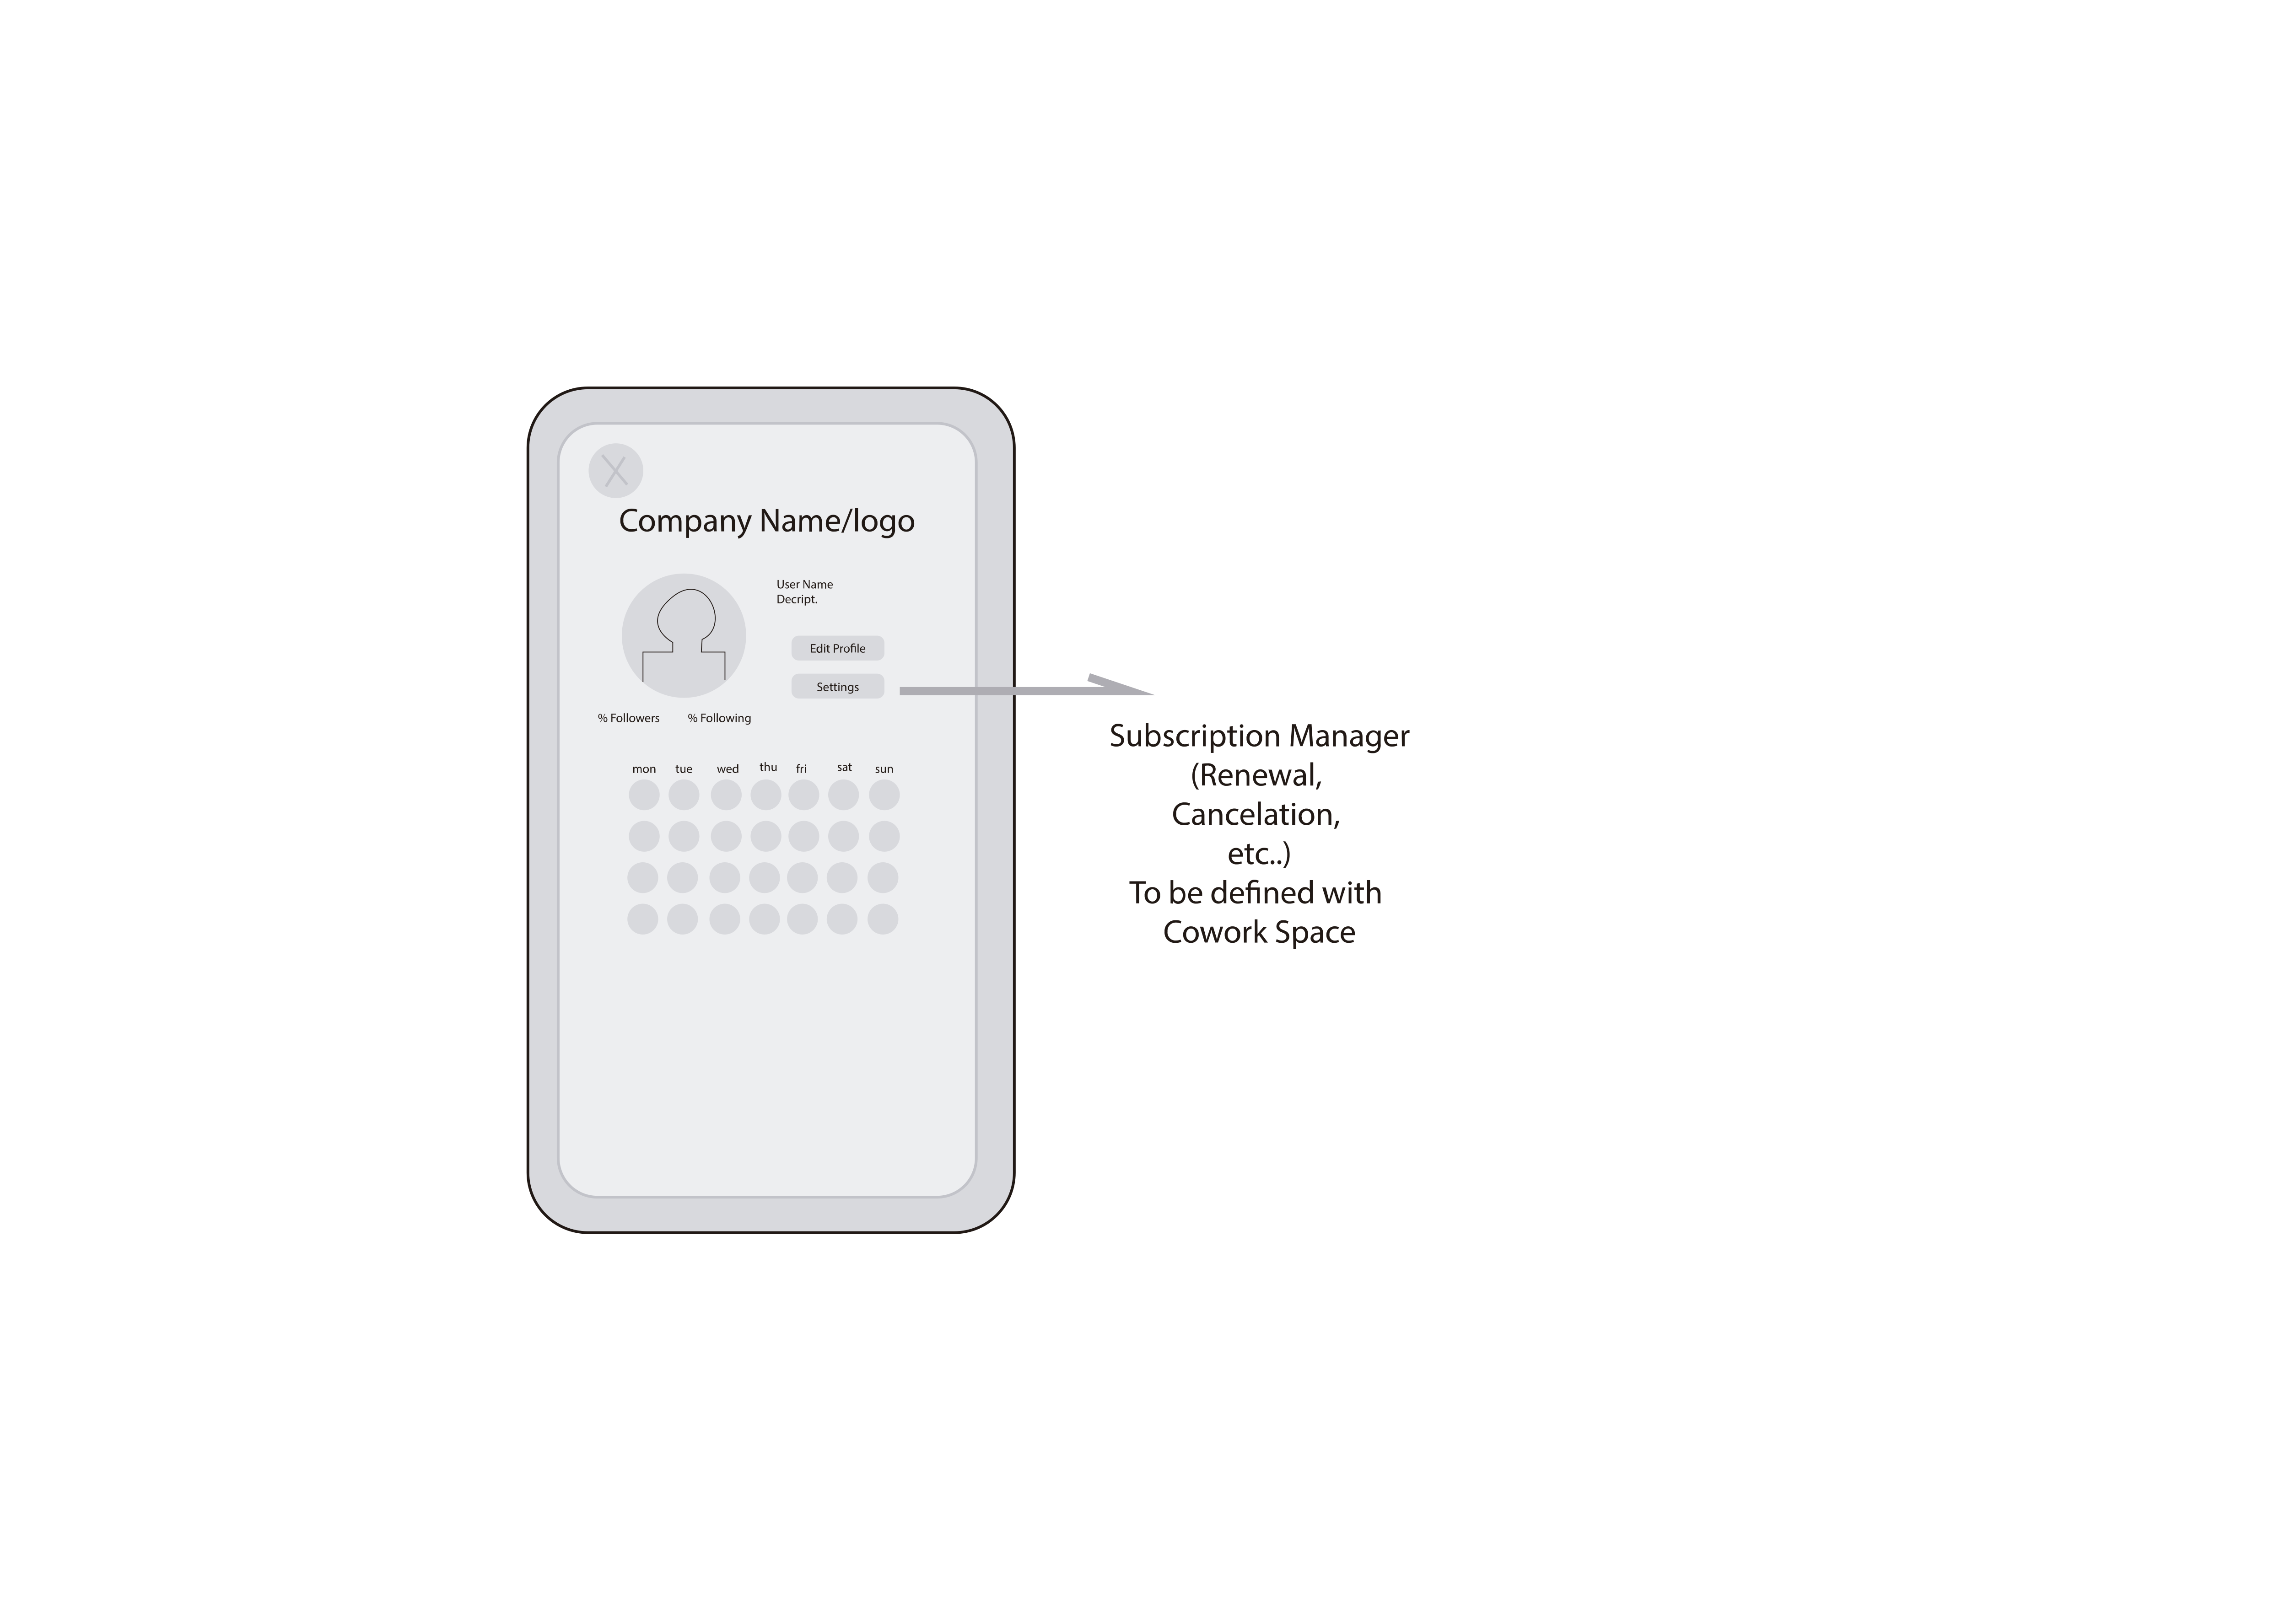 X
Company Name/logo
User Name
Decript.
Edit Profile
Settings
% Followers % Following
mon tue wed thu fri sat sun
Subscription Manager
(Renewal,
Cancelation,
etc..)
To be defined with
Cowork Space